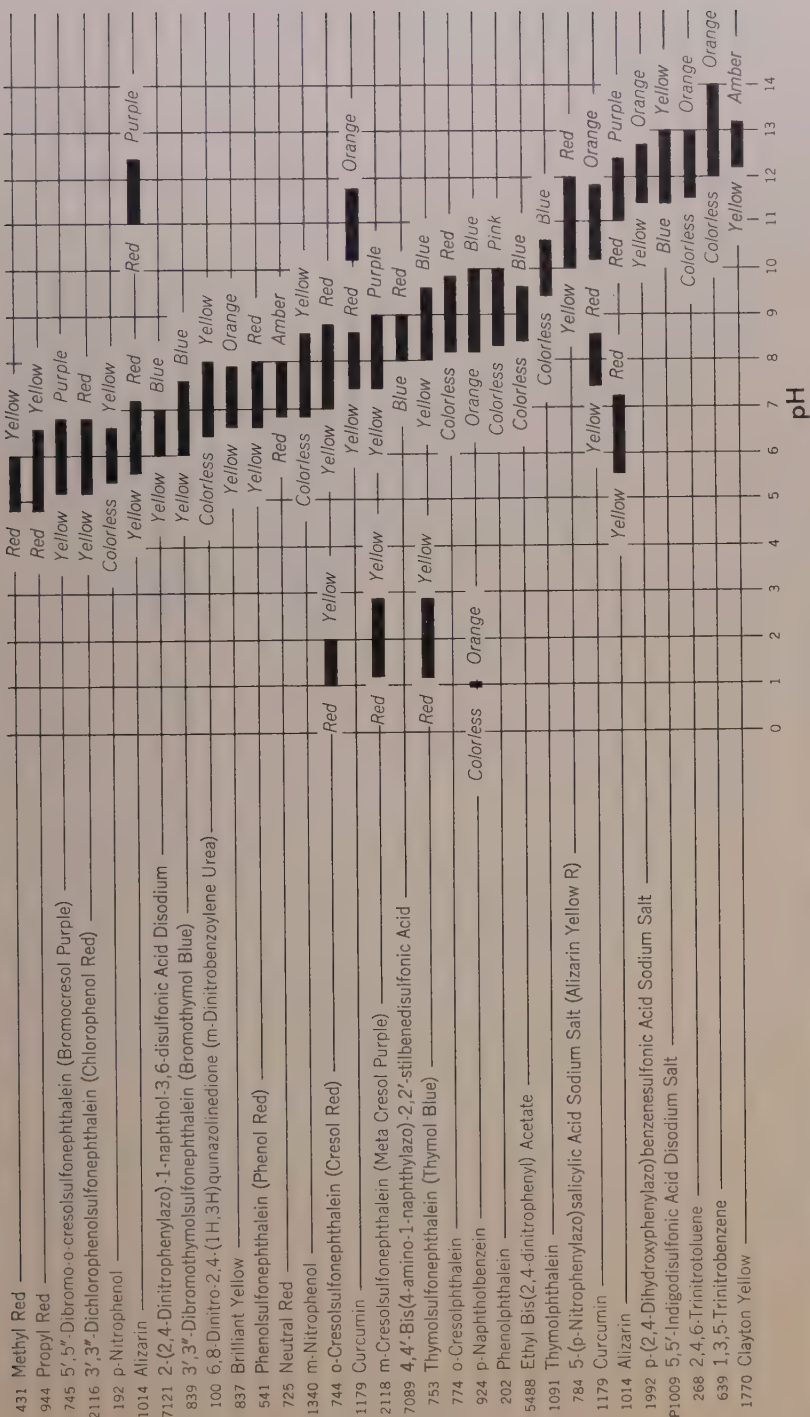 431 Methyl Red Red Yellow
944 Propyl Red Red Yellow
745 5',5"-Dibromo-o-cresolsulfonephthalein (Bromocresol Purple) Yellow Purple
2116 3',3"-Dichlorophenolsulfonephthalein (Chlorophenol Red) Yellow Red
192 p-Nitrophenol Colorless Yellow
1014 Alizarin Yellow Red Red Purple
7121 2-(2,4-Dinitrophenylazo)-1-naphthol-3,6-disulfonic Acid Disodium Yellow Blue
839 3',3"-Dibromothymolsulfonephthalein (Bromothymol Blue) Yellow Blue
100 6,8-Dinitro-2,4-(1H,3H)quinazolinedione (m-Dinitrobenzoylene Urea) Colorless Yellow
837 Brilliant Yellow Yellow Orange
541 Phenolsulfonephthalein (Phenol Red) Yellow Red
725 Neutral Red Red Amber
1340 m-Nitrophenol Colorless Yellow
744 o-Cresolsulfonephthalein (Cresol Red) Red Yellow Yellow Red
1179 Curcumin Yellow Red Orange
2118 m-Cresolsulfonephthalein (Meta Cresol Purple) Red Yellow Yellow Purple
7089 4,4'-Bis(4-amino-1-naphthylazo)-2,2'-stilbenedisulfonic Acid Blue Red
753 Thymolsulfonephthalein (Thymol Blue) Red Yellow Yellow Blue
774 o-Cresolphthalein Colorless Red
924 p-Naphtholbenzein Colorless Orange Orange Blue
202 Phenolphthalein Colorless Pink
5488 Ethyl Bis(2,4-dinitrophenyl) Acetate Colorless Blue
1091 Thymolphthalein Colorless Blue
784 5-(p-Nitrophenylazo)salicylic Acid Sodium Salt (Alizarin Yellow R) Yellow Red
1179 Curcumin Yellow Red Orange
1014 Alizarin Yellow Red Red Purple
1992 p-(2,4-Dihydroxyphenylazo)benzenesulfonic Acid Sodium Salt Yellow Orange
P1009 5,5'-Indigodisulfonic Acid Disodium Salt Blue Yellow
268 2,4,6-Trinitrotoluene Colorless Orange
639 1,3,5-Trinitrobenzene Colorless Orange
1770 Clayton Yellow Yellow Amber
0 1 2 3 4 5 6 7 8 9 10 11 12 13 14
pH